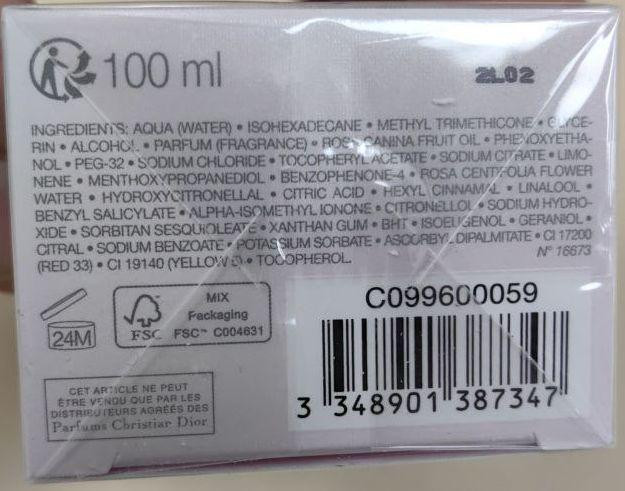 100 ml
2L02
INGREDIENTS: AQUA (WATER) • ISOHEXADECANE • METHYL TRIMETHICONE • GLYCE-
RIN • ALCOHOL • PARFUM (FRAGRANCE) • ROSA CANINA FRUIT OIL • PHENOXYETHA-
NOL • PEG-32 • SODIUM CHLORIDE • TOCOPHERYL ACETATE • SODIUM CITRATE • LIMO-
NENE • MENTHOXYPROPANEDIOL • BENZOPHENONE-4 • ROSA CENTIFOLIA FLOWER
WATER • HYDROXYCITRONELLAL • CITRIC ACID • HEXYL CINNAMAL • LINALOOL •
BENZYL SALICYLATE • ALPHA-ISOMETHYL IONONE • CITRONELLOL • SODIUM HYDRO-
XIDE • SORBITAN SESQUIOLEATE • XANTHAN GUM • BHT • ISOEUGENOL • GERANIOL •
CITRAL • SODIUM BENZOATE • POTASSIUM SORBATE • ASCORBYL DIPALMITATE • CI 17200
(RED 33) • CI 19140 (YELLOW 5) • TOCOPHEROL.
N° 16673
24M
FSC
MIX
Packaging
FSC™ C004631
C099600059
3 348901 387347
CET ARTICLE NE PEUT
ÊTRE VENDU QUE PAR LES
DISTRIBUTEURS AGRÉÉS DES
Parfums Christian Dior